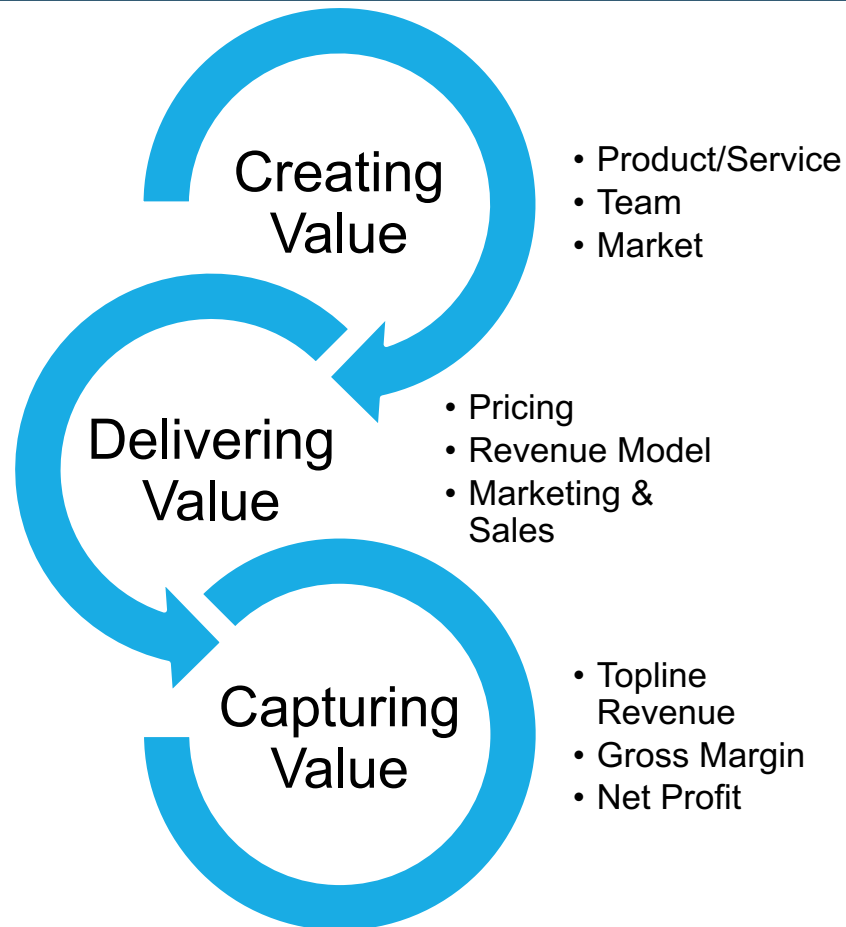 Creating
Value
• Product/Service
• Team
• Market
Delivering
Value
• Pricing
• Revenue Model
• Marketing &
Sales
Capturing
Value
• Topline
Revenue
• Gross Margin
• Net Profit